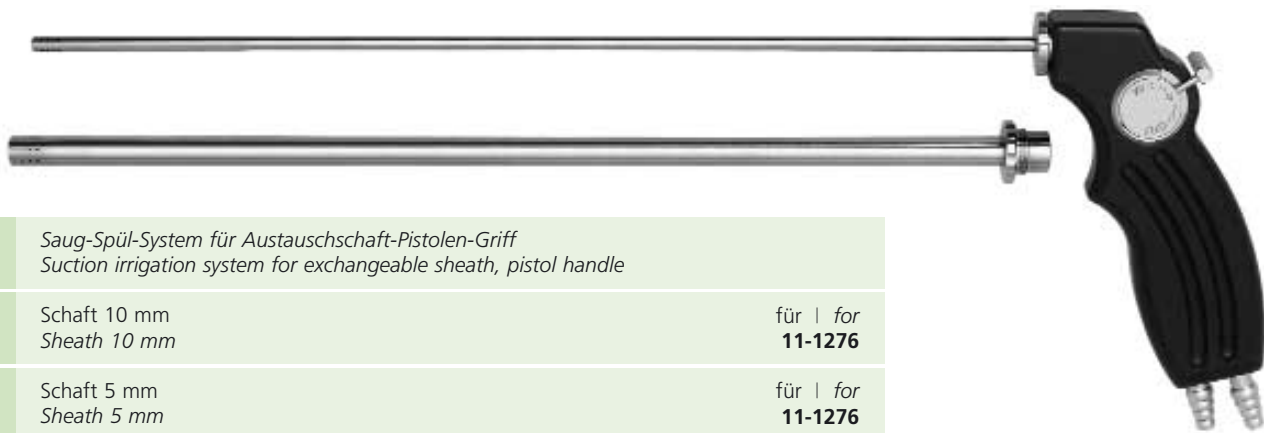 Saug-Spül-System für Austauschschaft-Pistolen-Griff
Suction irrigation system for exchangeable sheath, pistol handle
Schaft 10 mm
Sheath 10 mm
für | for
11-1276
Schaft 5 mm
Sheath 5 mm
für | for
11-1276